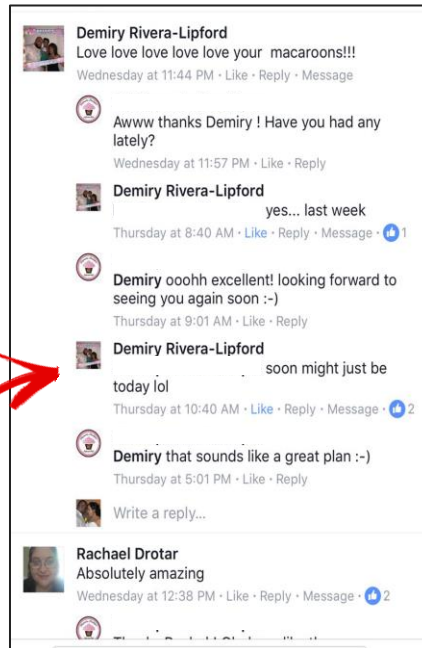 Demiry Rivera-Lipford
Love love love love love your macaroons!!!
Wednesday at 11:44 PM · Like · Reply · Message
Awww thanks Demiry ! Have you had any
lately?
Wednesday at 11:57 PM · Like · Reply
Demiry Rivera-Lipford
yes... last week
Thursday at 8:40 AM · Like · Reply · Message · 1
Demiry ooohh excellent! looking forward to
seeing you again soon :-)
Thursday at 9:01 AM · Like · Reply
Demiry Rivera-Lipford
soon might just be
today lol
Thursday at 10:40 AM · Like · Reply · Message · 2
Demiry that sounds like a great plan :-)
Thursday at 5:01 PM · Like · Reply
Write a reply...
Rachael Drotar
Absolutely amazing
Wednesday at 12:38 PM · Like · Reply · Message · 2